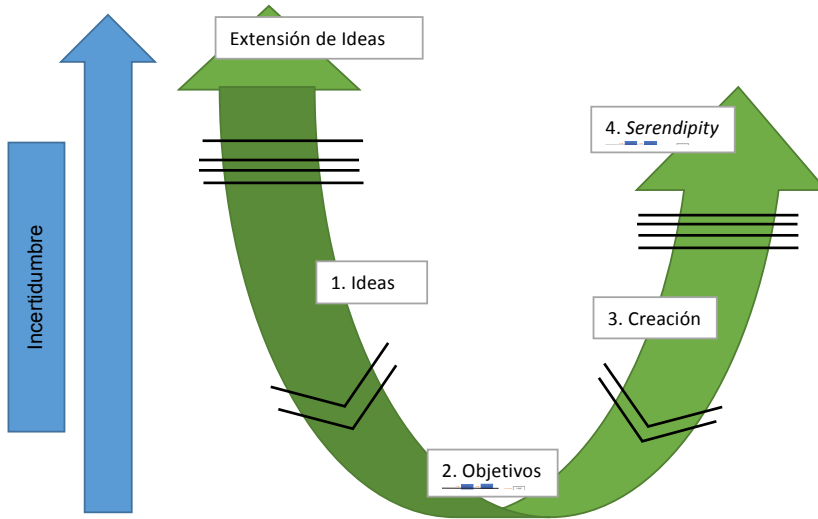 Extensión de Ideas
4. Serendipity
Incertidumbre
1. Ideas
3. Creación
2. Objetivos